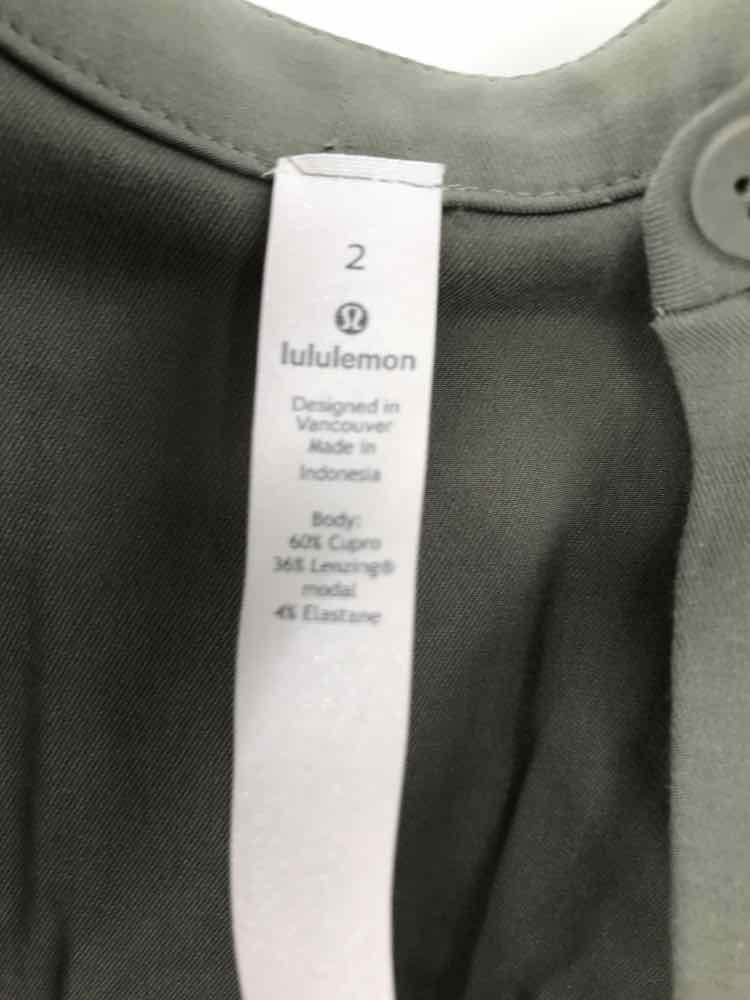 2
lululemon
Designed in
Vancouver
Made in
Indonesia
Body:
60% Cupro
36% Lenzing®
modal
4% Elastane